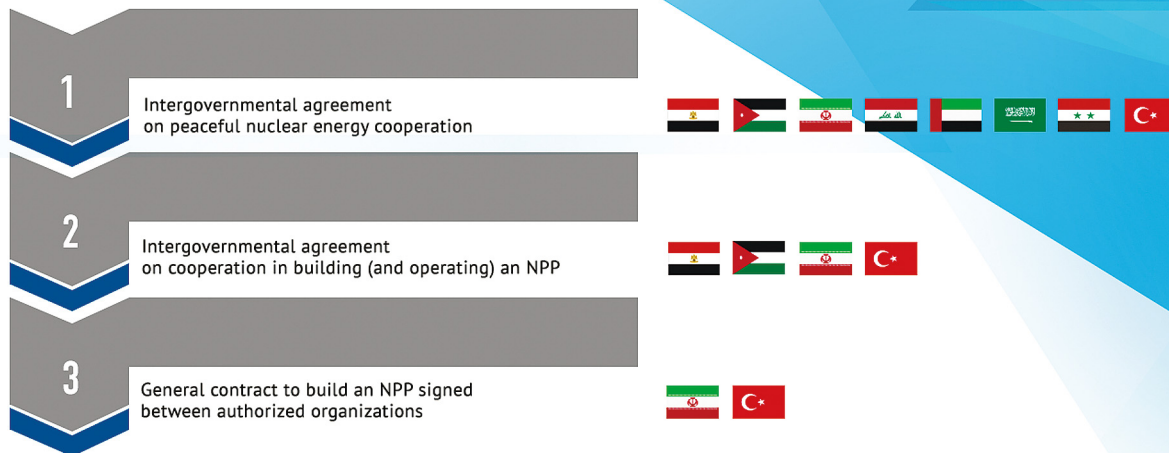 1
Intergovernmental agreement
on peaceful nuclear energy cooperation
2
Intergovernmental agreement
on cooperation in building (and operating) an NPP
3
General contract to build an NPP signed
between authorized organizations